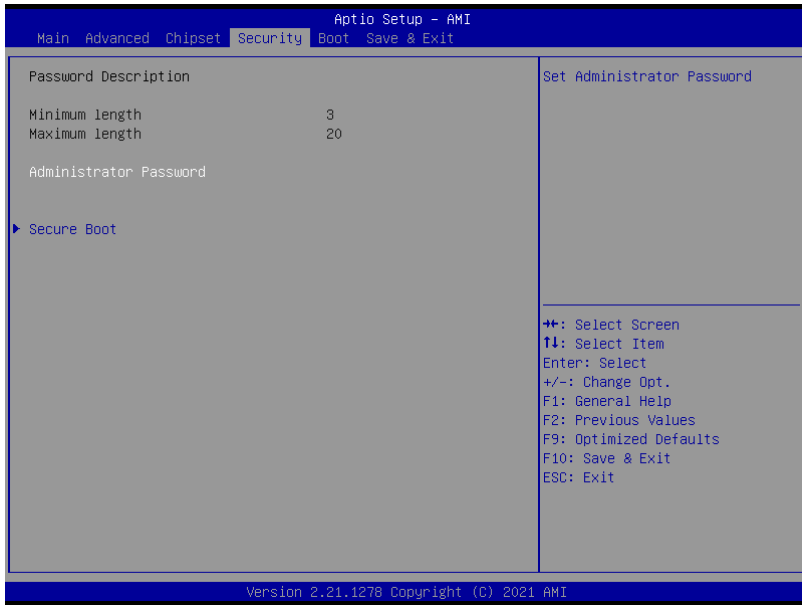 Aptio Setup – AMI
Main Advanced Chipset Security Boot Save & Exit
Password Description
Minimum length 3
Maximum length 20
Administrator Password
Secure Boot
Set Administrator Password
→←: Select Screen
↑↓: Select Item
Enter: Select
+/-: Change Opt.
F1: General Help
F2: Previous Values
F9: Optimized Defaults
F10: Save & Exit
ESC: Exit
Version 2.21.1278 Copyright (C) 2021 AMI